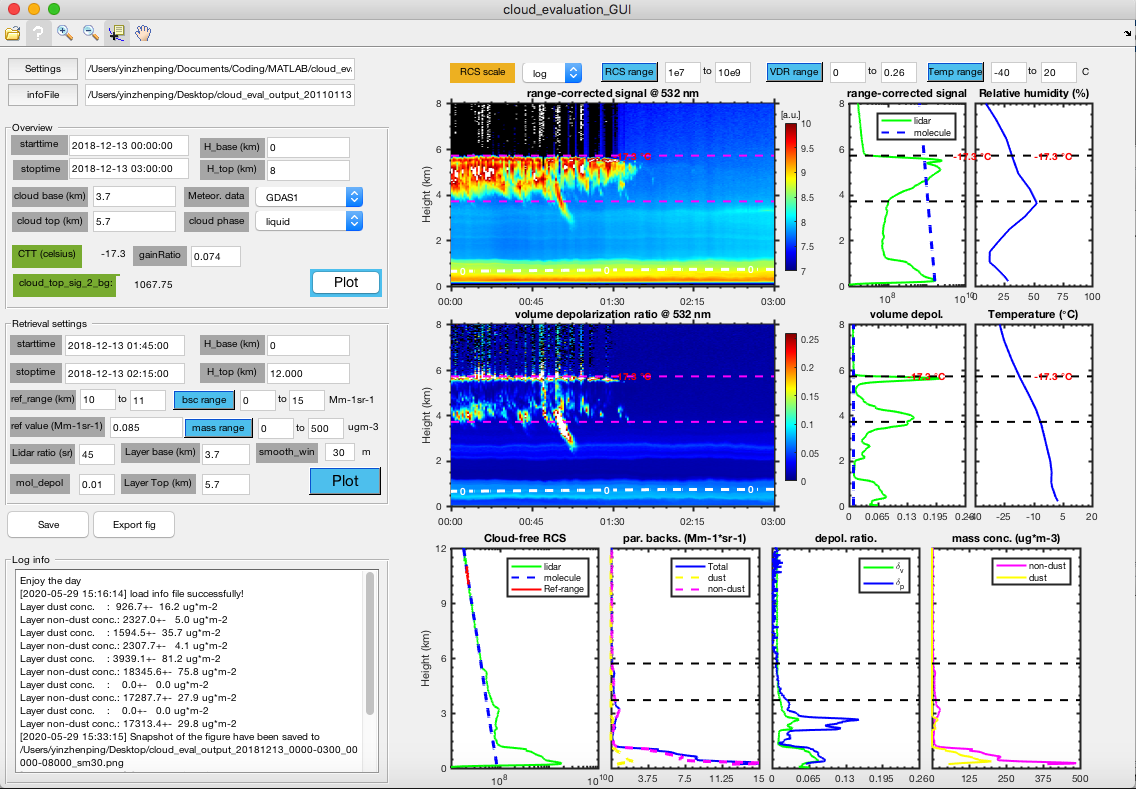 cloud_evaluation_GUI
Settings
/Users/yinzhenping/Documents/Coding/MATLAB/cloud_ev
infoFile
/Users/yinzhenping/Desktop/cloud_eval_output_20110113
RCS scale log RCS range 1e7 to 10e9 VDR range 0 to 0.26 Temp range -40 to 20 C
Overview
starttime 2018-12-13 00:00:00 H_base (km) 0
stoptime 2018-12-13 03:00:00 H_top (km) 8
cloud base (km) 3.7 Meteor. data GDAS1
cloud top (km) 5.7 cloud phase liquid
CTT (celsius) -17.3 gainRatio 0.074
cloud_top_sig_2_bg: 1067.75
Plot
Retrieval settings
starttime 2018-12-13 01:45:00 H_base (km) 0
stoptime 2018-12-13 02:15:00 H_top (km) 12.000
ref_range (km) 10 to 11 bsc range 0 to 15 Mm-1sr-1
ref value (Mm-1sr-1) 0.085 mass range 0 to 500 ugm-3
Lidar ratio (sr) 45 Layer base (km) 3.7 smooth_win 30 m
mol_depol 0.01 Layer Top (km) 5.7
Plot
Save Export fig
Log info
Enjoy the day
[2020-05-29 15:16:14] load info file successfully!
Layer dust conc. : 926.7+- 16.2 ug*m-2
Layer non-dust conc.: 2327.0+- 5.0 ug*m-2
Layer dust conc. : 1594.5+- 35.7 ug*m-2
Layer non-dust conc.: 2307.7+- 4.1 ug*m-2
Layer dust conc. : 3939.1+- 81.2 ug*m-2
Layer non-dust conc.: 18345.6+- 75.8 ug*m-2
Layer dust conc. : 0.0+- 0.0 ug*m-2
Layer non-dust conc.: 17287.7+- 27.9 ug*m-2
Layer dust conc. : 0.0+- 0.0 ug*m-2
Layer non-dust conc.: 17313.4+- 29.8 ug*m-2
[2020-05-29 15:33:15] Snapshot of the figure have been saved to
/Users/yinzhenping/Desktop/cloud_eval_output_20181213_0000-0300_00
000-08000_sm30.png
range-corrected signal @ 532 nm
[a.u.]
Height (km)
8
6
4
2
0
10
9.5
9
8.5
8
7.5
7
0 0 0
-17.3 °C
00:00 00:45 01:30 02:15 03:00
range-corrected signal
lidar
molecule
-17.3 °C
8
6
4
2
0
10⁸ 10¹⁰
Relative humidity (%)
-17.3 °C
25 50 75 100
volume depolarization ratio @ 532 nm
Height (km)
8
6
4
2
0
0.25
0.2
0.15
0.1
0.05
0
-17.3 °C
0 0 0
00:00 00:45 01:30 02:15 03:00
volume depol.
-17.3 °C
8
6
4
2
0
0 0.065 0.13 0.195 0.26
Temperature (°C)
-17.3 °C
-40 -25 -10 5 20
Cloud-free RCS
lidar
molecule
Ref-range
Height (km)
12
9
6
3
0
10⁸ 10¹⁰
par. backs. (Mm-1*sr-1)
Total
dust
non-dust
0 3.75 7.5 11.25 15
depol. ratio.
δv
δp
0 0.065 0.13 0.195 0.26
mass conc. (ug*m-3)
non-dust
dust
0 125 250 375 500